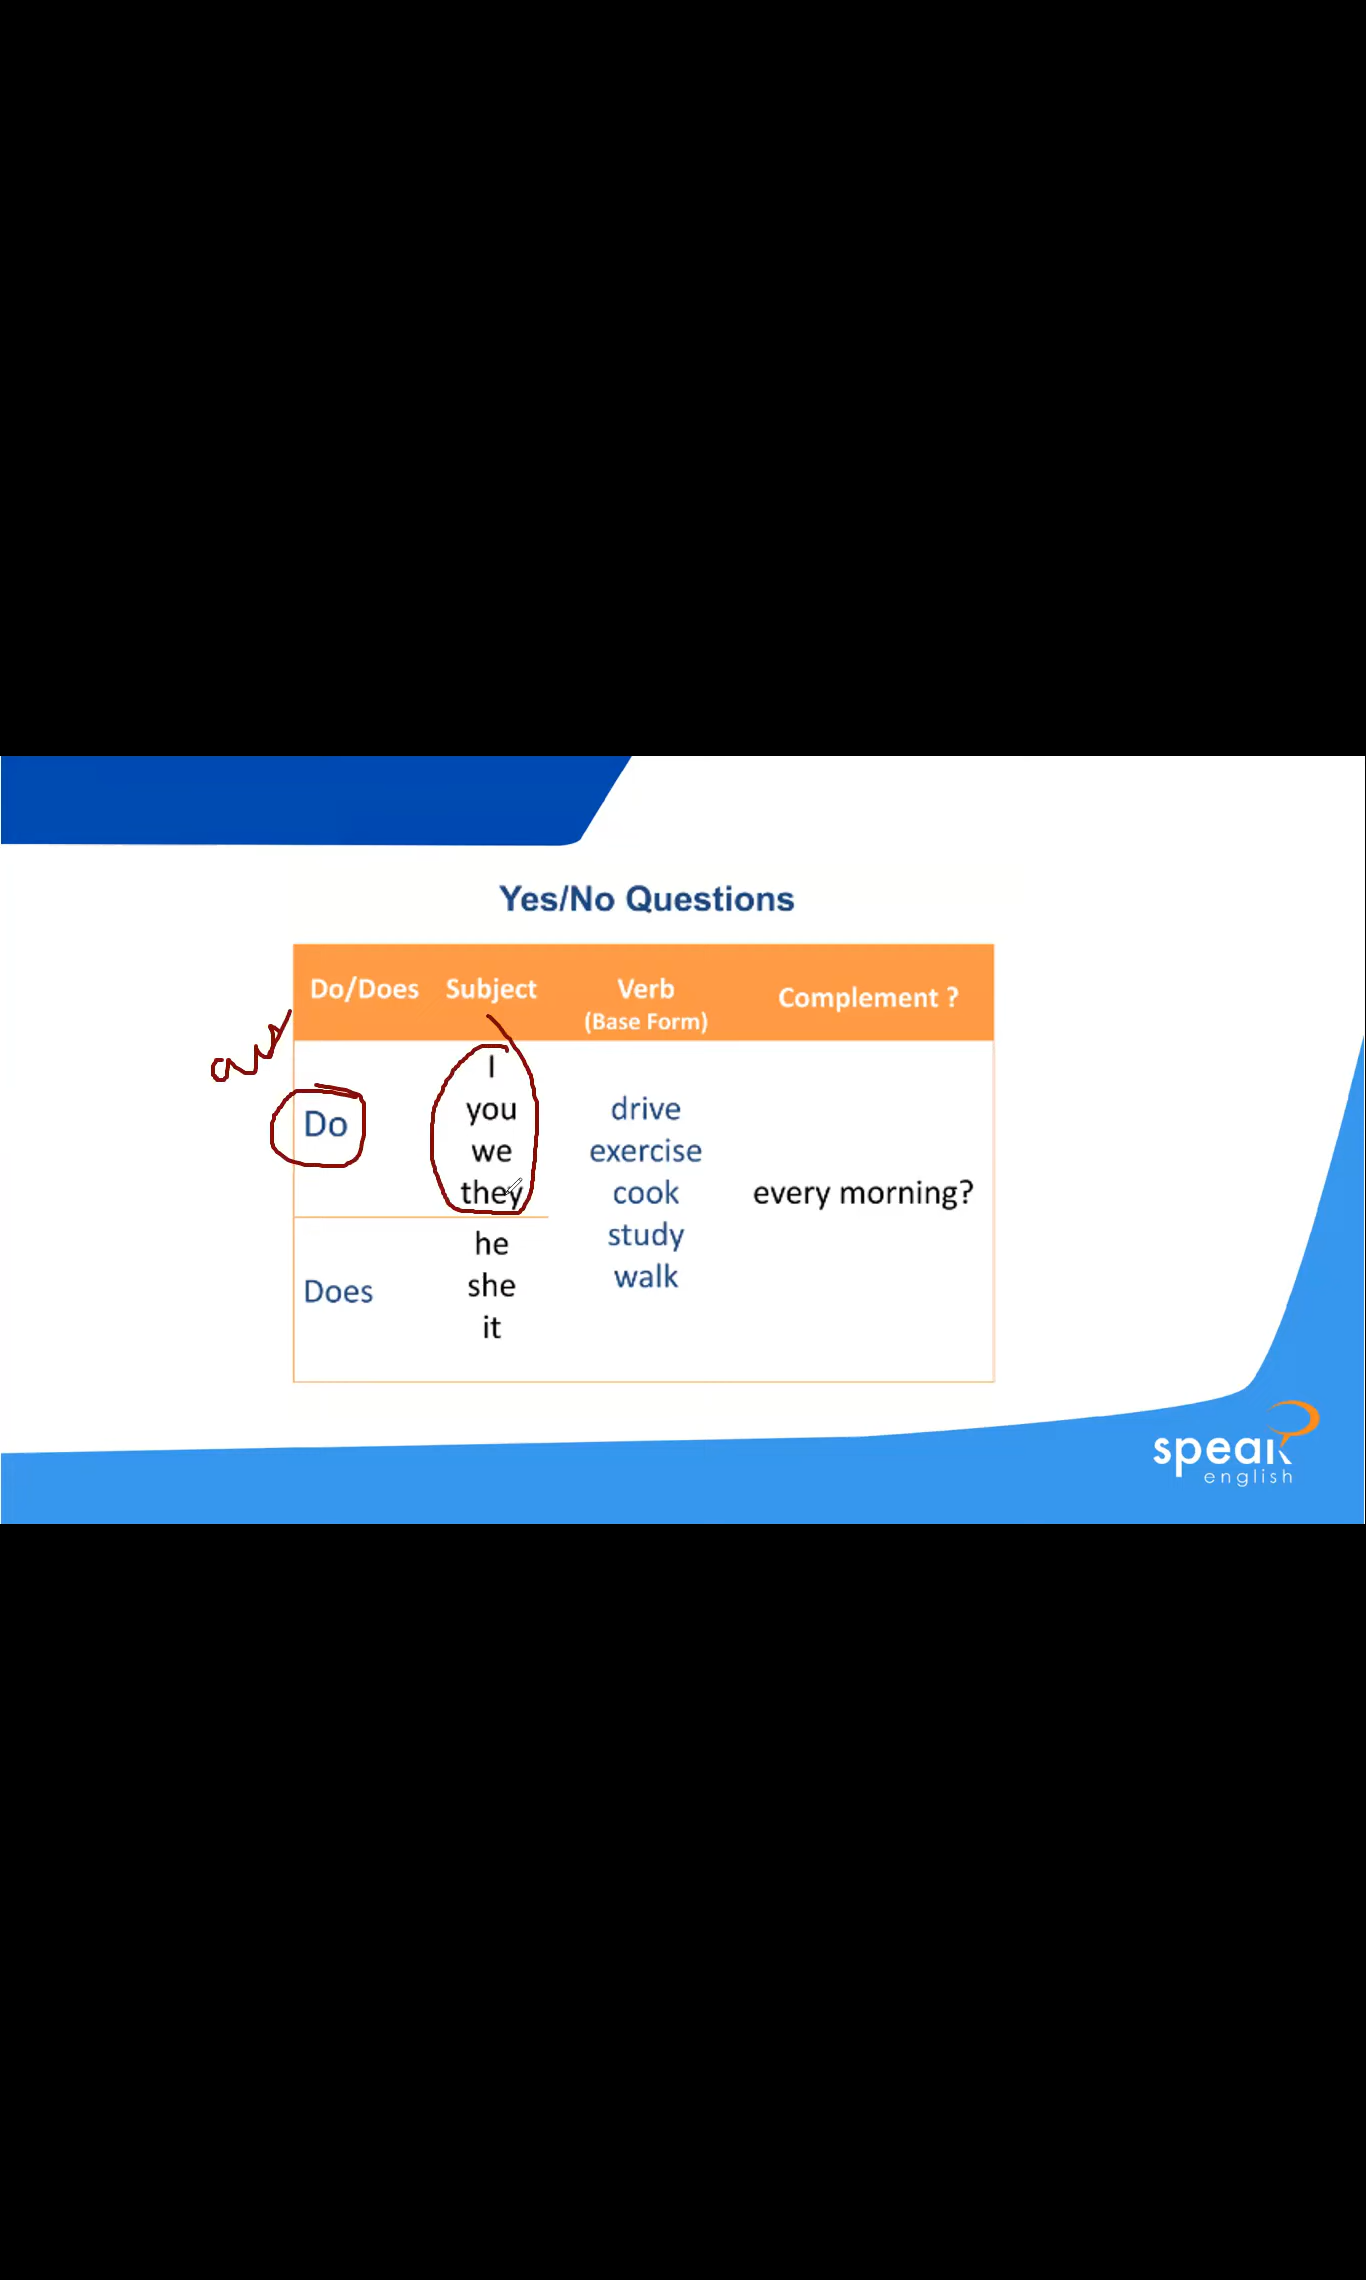 Yes/No Questions
Do/Does Subject Verb Complement ?
(Base Form)
aux
I
Do you drive
we exercise
they cook every morning?
he study
Does she walk
it
speak
english